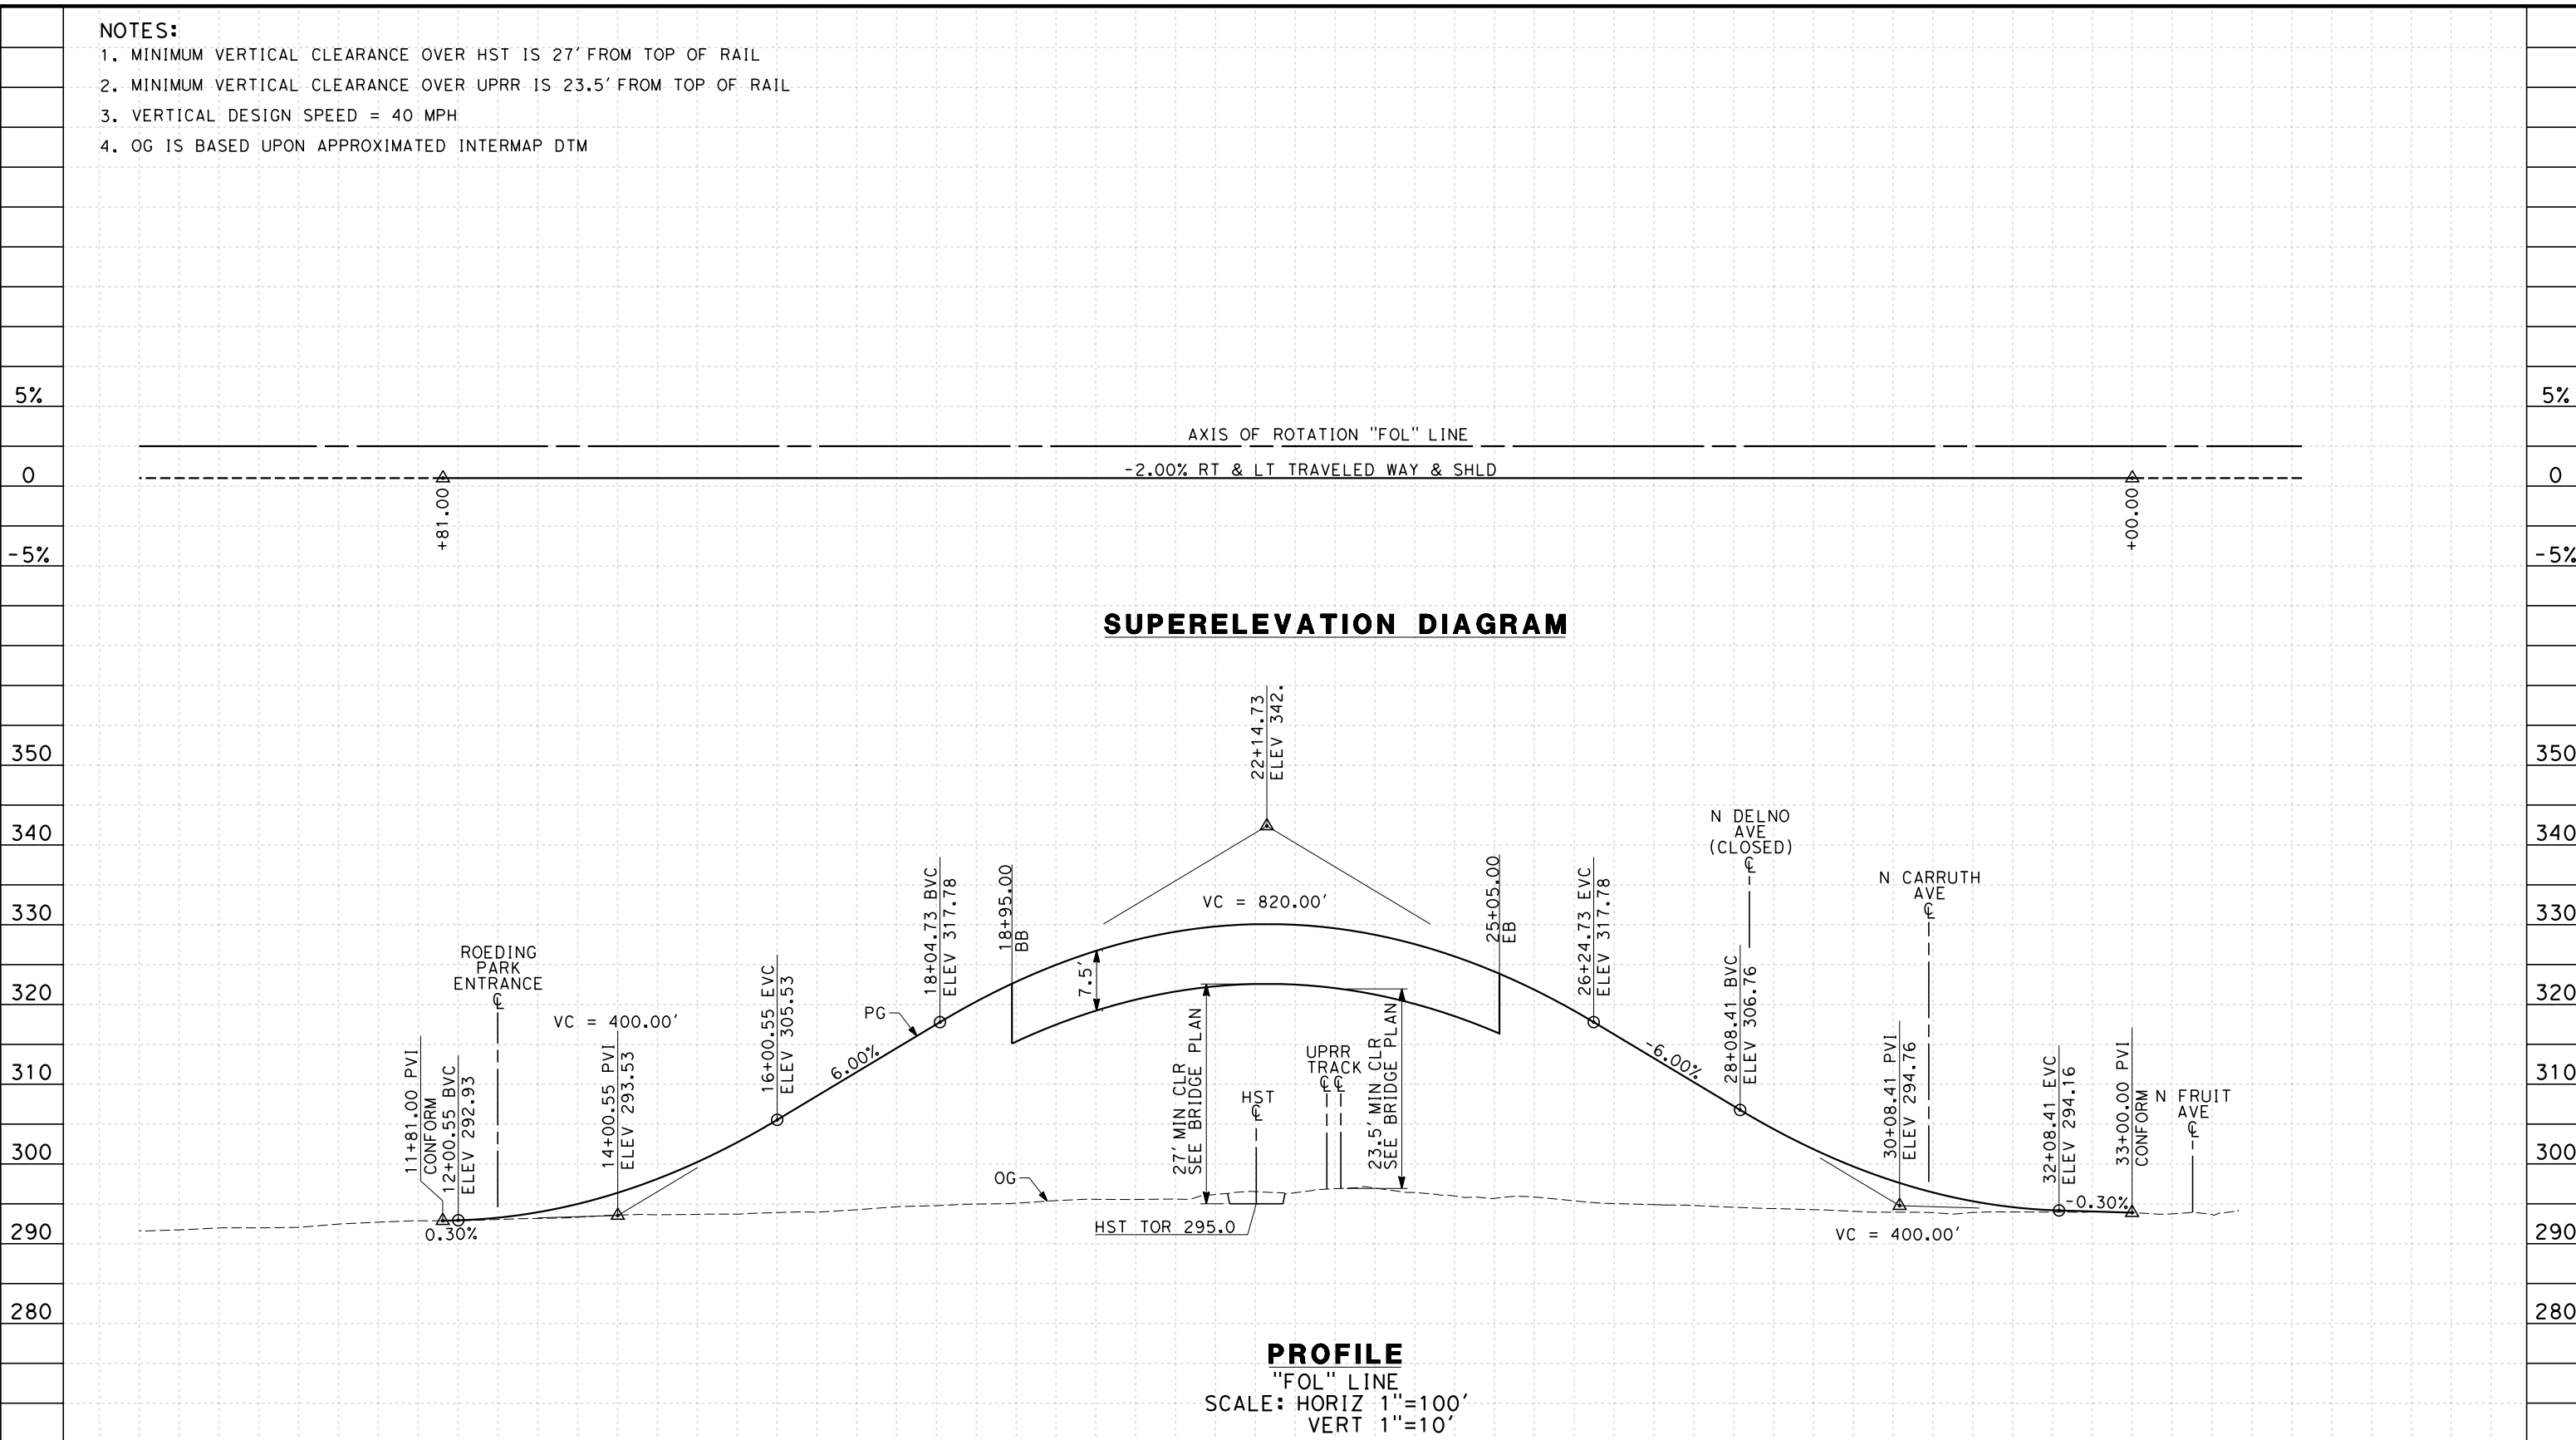 NOTES:
1. MINIMUM VERTICAL CLEARANCE OVER HST IS 27' FROM TOP OF RAIL
2. MINIMUM VERTICAL CLEARANCE OVER UPRR IS 23.5' FROM TOP OF RAIL
3. VERTICAL DESIGN SPEED = 40 MPH
4. OG IS BASED UPON APPROXIMATED INTERMAP DTM
5%
5%
AXIS OF ROTATION "FOL" LINE
0
-2.00% RT & LT TRAVELED WAY & SHLD
0
+81.00
+00.00
-5%
-5%
SUPERELEVATION DIAGRAM
22+14.73
ELEV 342.
350
350
340
340
330
330
320
320
310
310
300
300
290
290
280
280
11+81.00 PVI
CONFORM
12+00.55 BVC
ELEV 292.93
0.30%
ROEDING
PARK
ENTRANCE
℄
VC = 400.00'
14+00.55 PVI
ELEV 293.53
16+00.55 EVC
ELEV 305.53
6.00%
PG
18+04.73 BVC
ELEV 317.78
18+95.00
BB
7.5'
VC = 820.00'
OG
27' MIN CLR
SEE BRIDGE PLAN
HST
℄
HST TOR 295.0
UPRR
TRACK
℄ ℄
23.5' MIN CLR
SEE BRIDGE PLAN
25+05.00
EB
26+24.73 EVC
ELEV 317.78
-6.00%
N DELNO
AVE
(CLOSED)
℄
28+08.41 BVC
ELEV 306.76
N CARRUTH
AVE
℄
30+08.41 PVI
ELEV 294.76
VC = 400.00'
32+08.41 EVC
ELEV 294.16
-0.30%
33+00.00 PVI
CONFORM
N FRUIT
AVE
℄
PROFILE
"FOL" LINE
SCALE: HORIZ 1"=100'
VERT 1"=10'